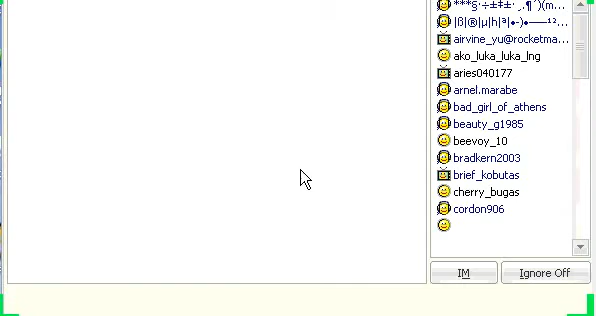 airvine_yu@rocketma...
ako_luka_luka_lng
aries040177
arnel.marabe
bad_girl_of_athens
beauty_g1985
beevoy_10
bradkern2003
brief_kobutas
cherry_bugas
cordon906
IM
Ignore Off